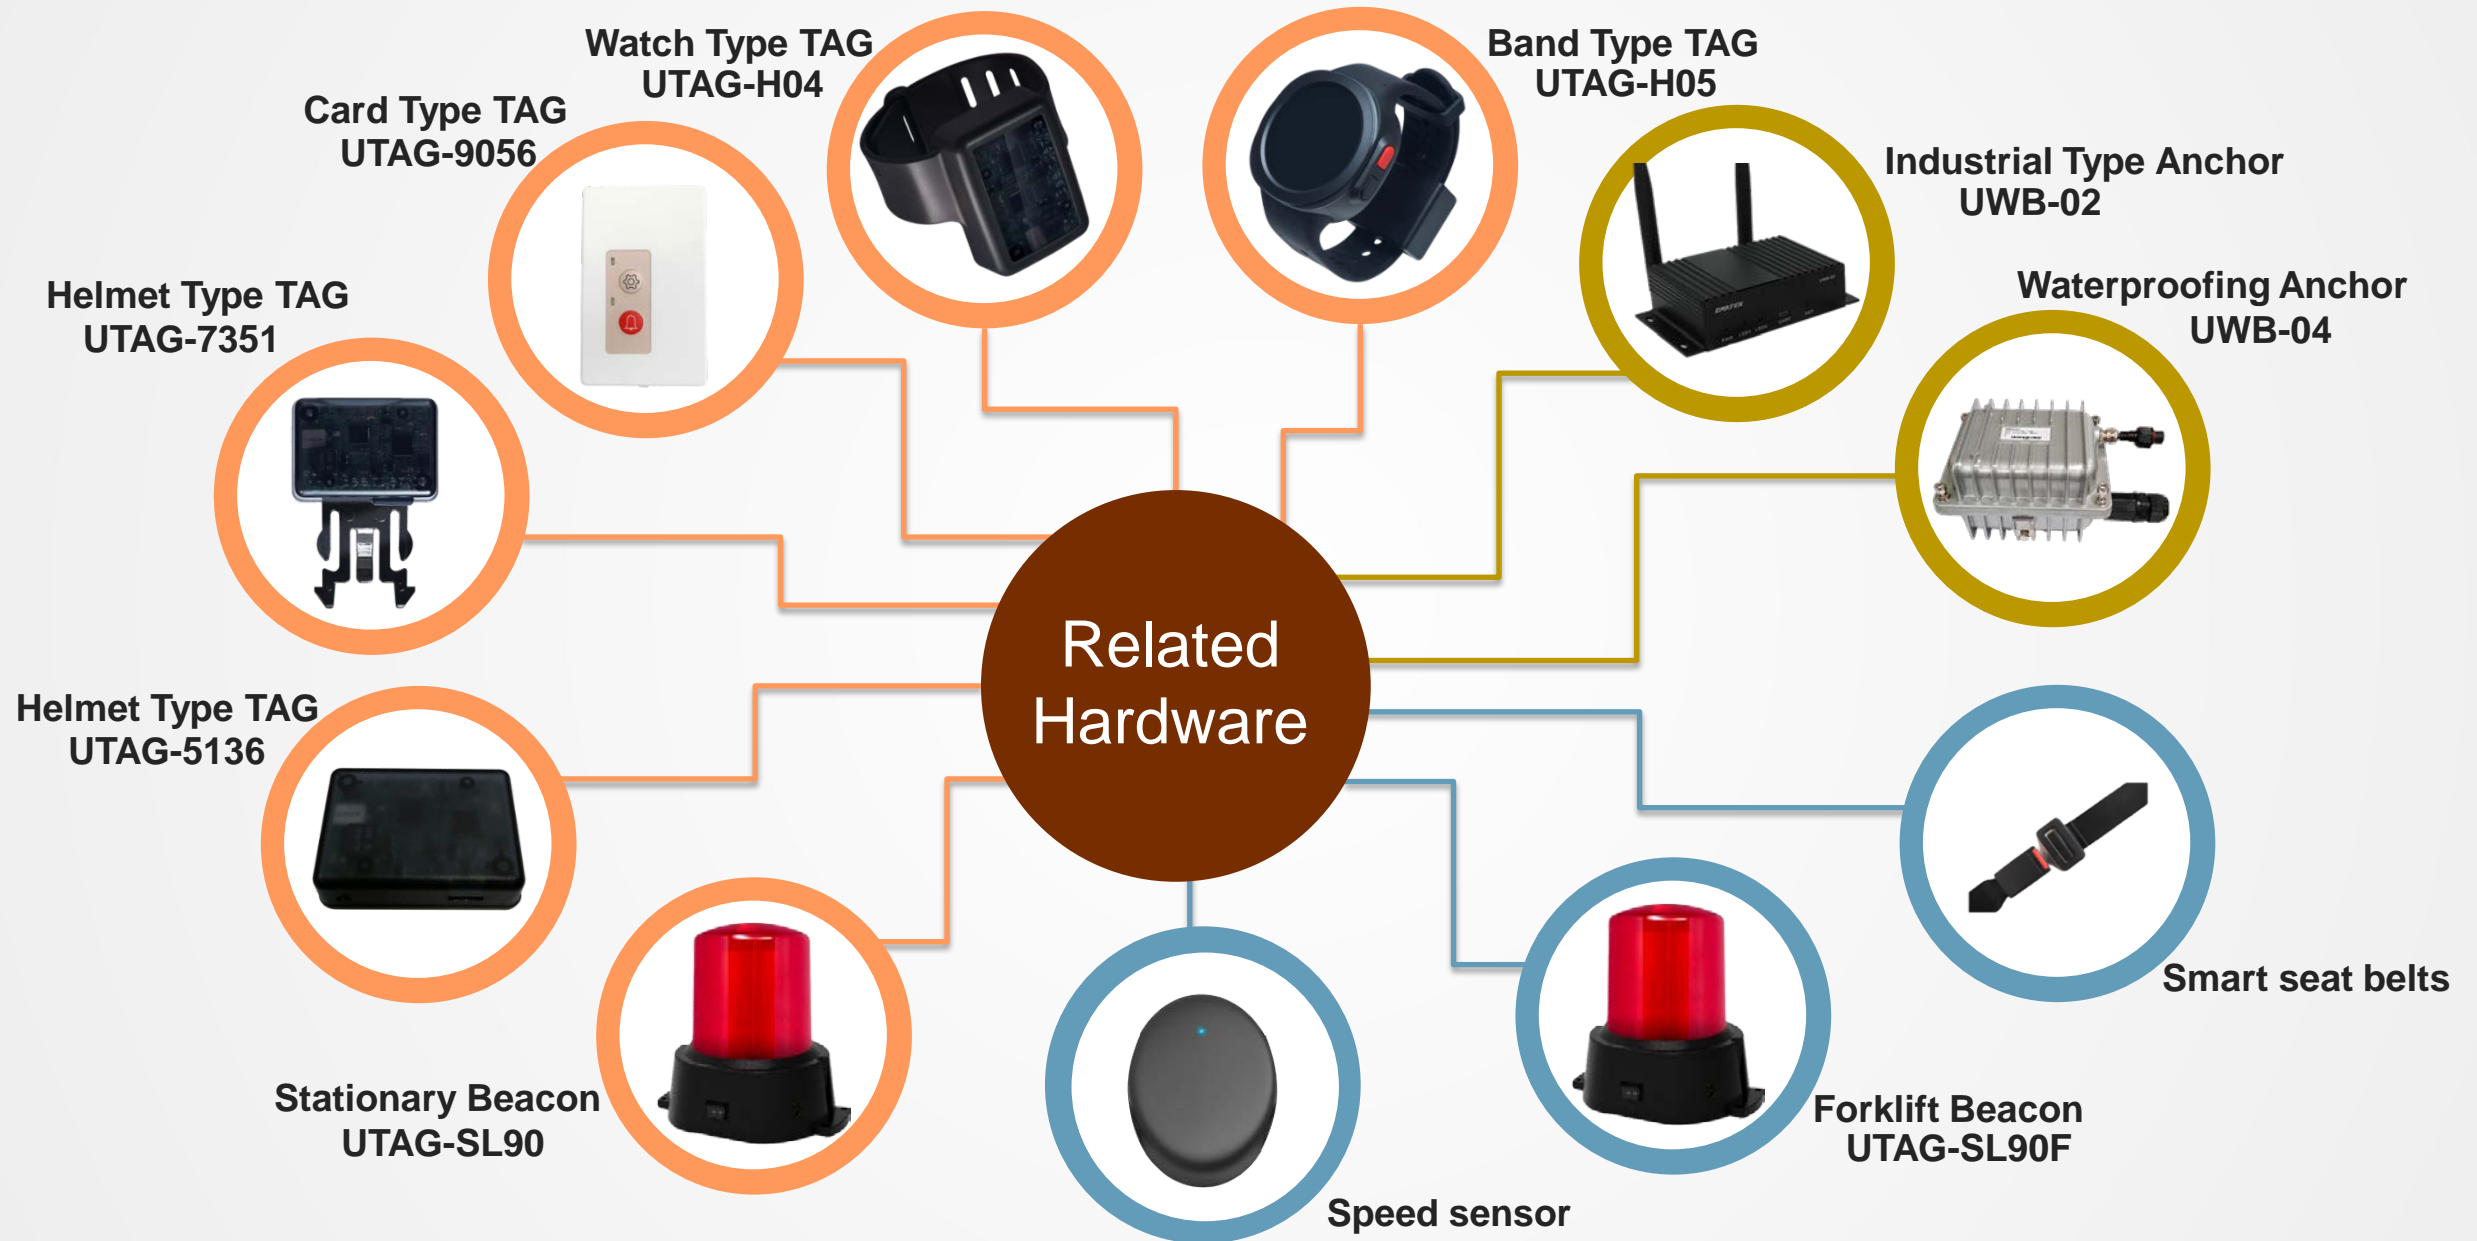 Watch Type TAG
UTAG-H04
Band Type TAG
UTAG-H05
Card Type TAG
UTAG-9056
Industrial Type Anchor
UWB-02
Helmet Type TAG
UTAG-7351
Waterproofing Anchor
UWB-04
Related
Hardware
Helmet Type TAG
UTAG-5136
Smart seat belts
Stationary Beacon
UTAG-SL90
Forklift Beacon
UTAG-SL90F
Speed sensor